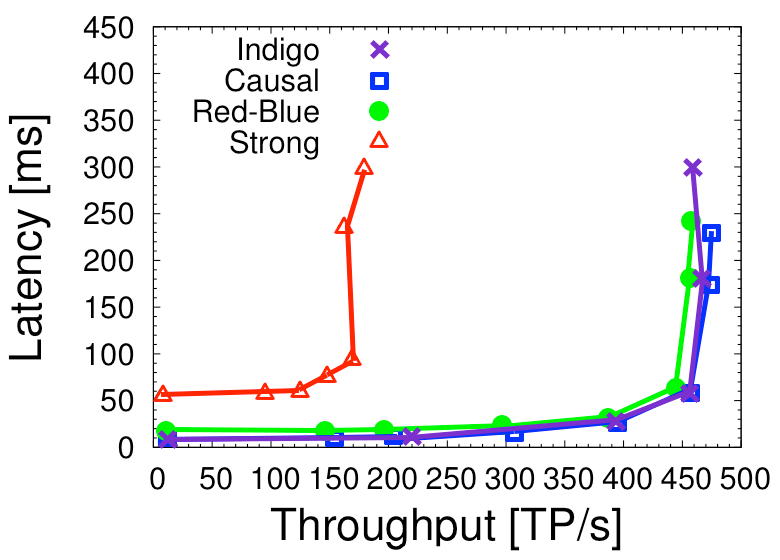 450
400
350
300
250
200
150
100
50
0
Latency [ms]
Indigo
Causal
Red-Blue
Strong
0 50 100 150 200 250 300 350 400 450 500
Throughput [TP/s]